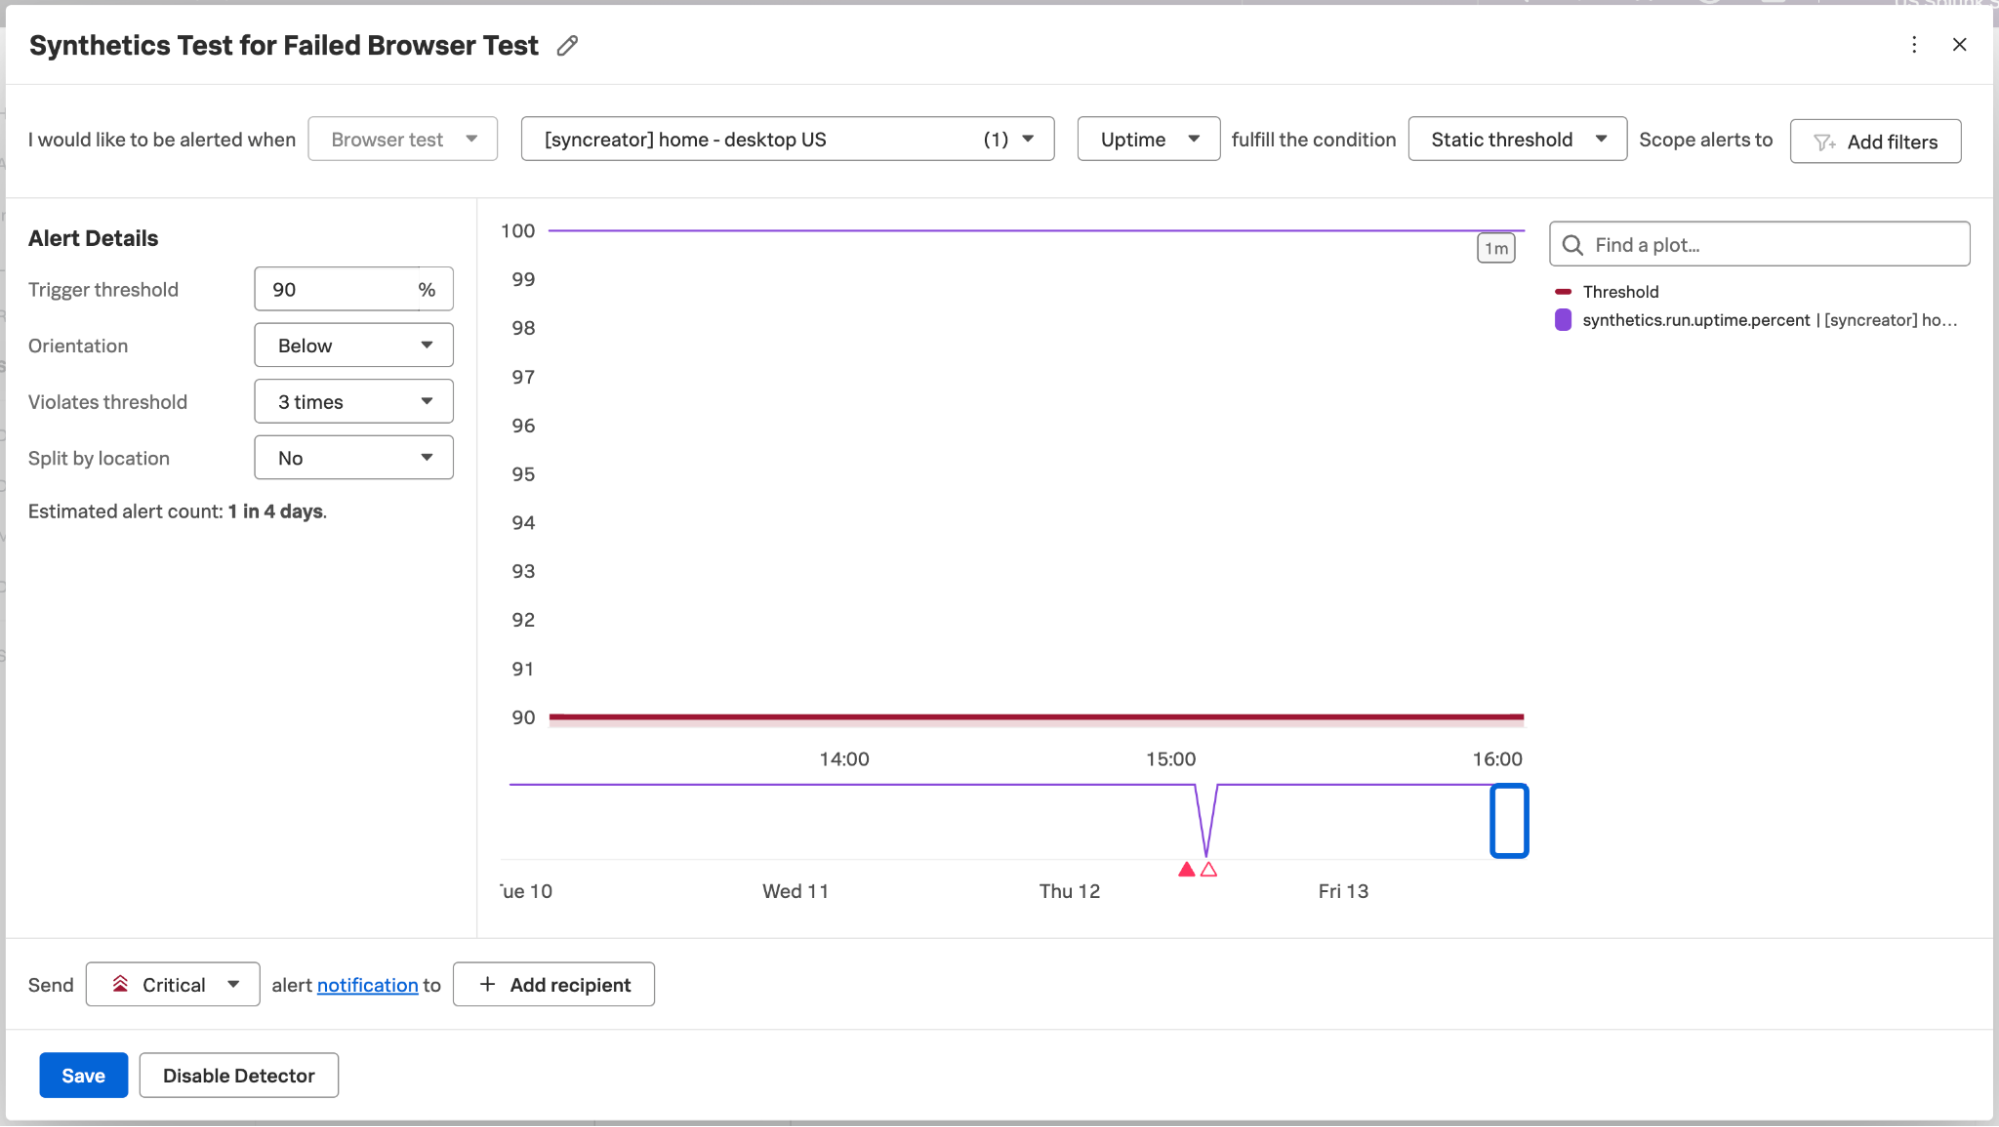 Synthetics Test for Failed Browser Test
I would like to be alerted when Browser test [syncreator] home - desktop US (1) Uptime fulfill the condition Static threshold Scope alerts to Add filters
Alert Details
Trigger threshold 90 %
Orientation Below
Violates threshold 3 times
Split by location No
Estimated alert count: 1 in 4 days.
100
99
98
97
96
95
94
93
92
91
90
1m
14:00 15:00 16:00
ue 10 Wed 11 Thu 12 Fri 13
Find a plot...
Threshold
synthetics.run.uptime.percent | [syncreator] ho...
Send Critical alert notification to + Add recipient
Save Disable Detector